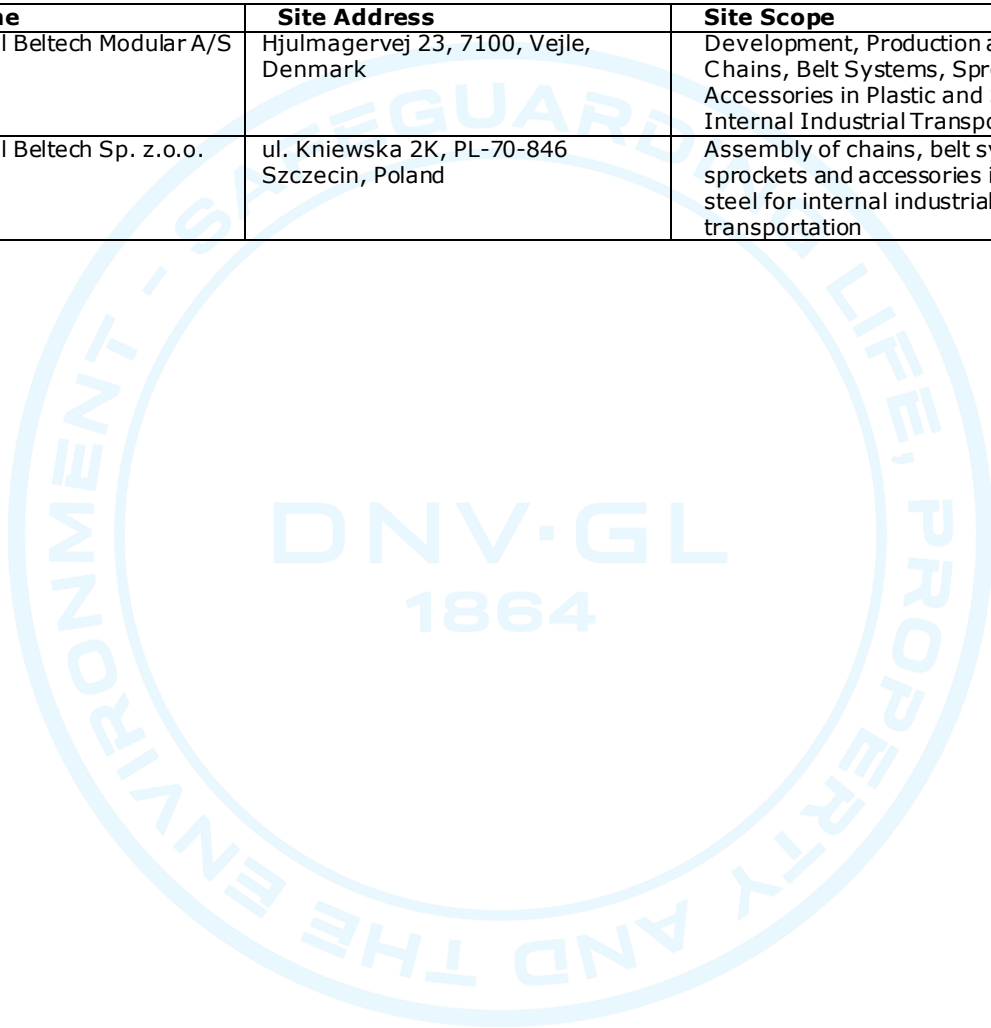 Site Address Site Scope
l Beltech Modular A/S Hjulmagervej 23, 7100, Vejle, Development, Production
Denmark Chains, Belt Systems,
Accessories in Plastic and
Internal Industrial
l Beltech Sp. z.o.o. ul. Kniewska 2K, PL-70-846 Assembly of chains, belt
Szczecin, Poland sprockets and accessories
steel for internal industrial
transportation
SAFEGUARDING LIFE, PROPERTY AND THE ENVIRONMENT -
DNV·GL
1864